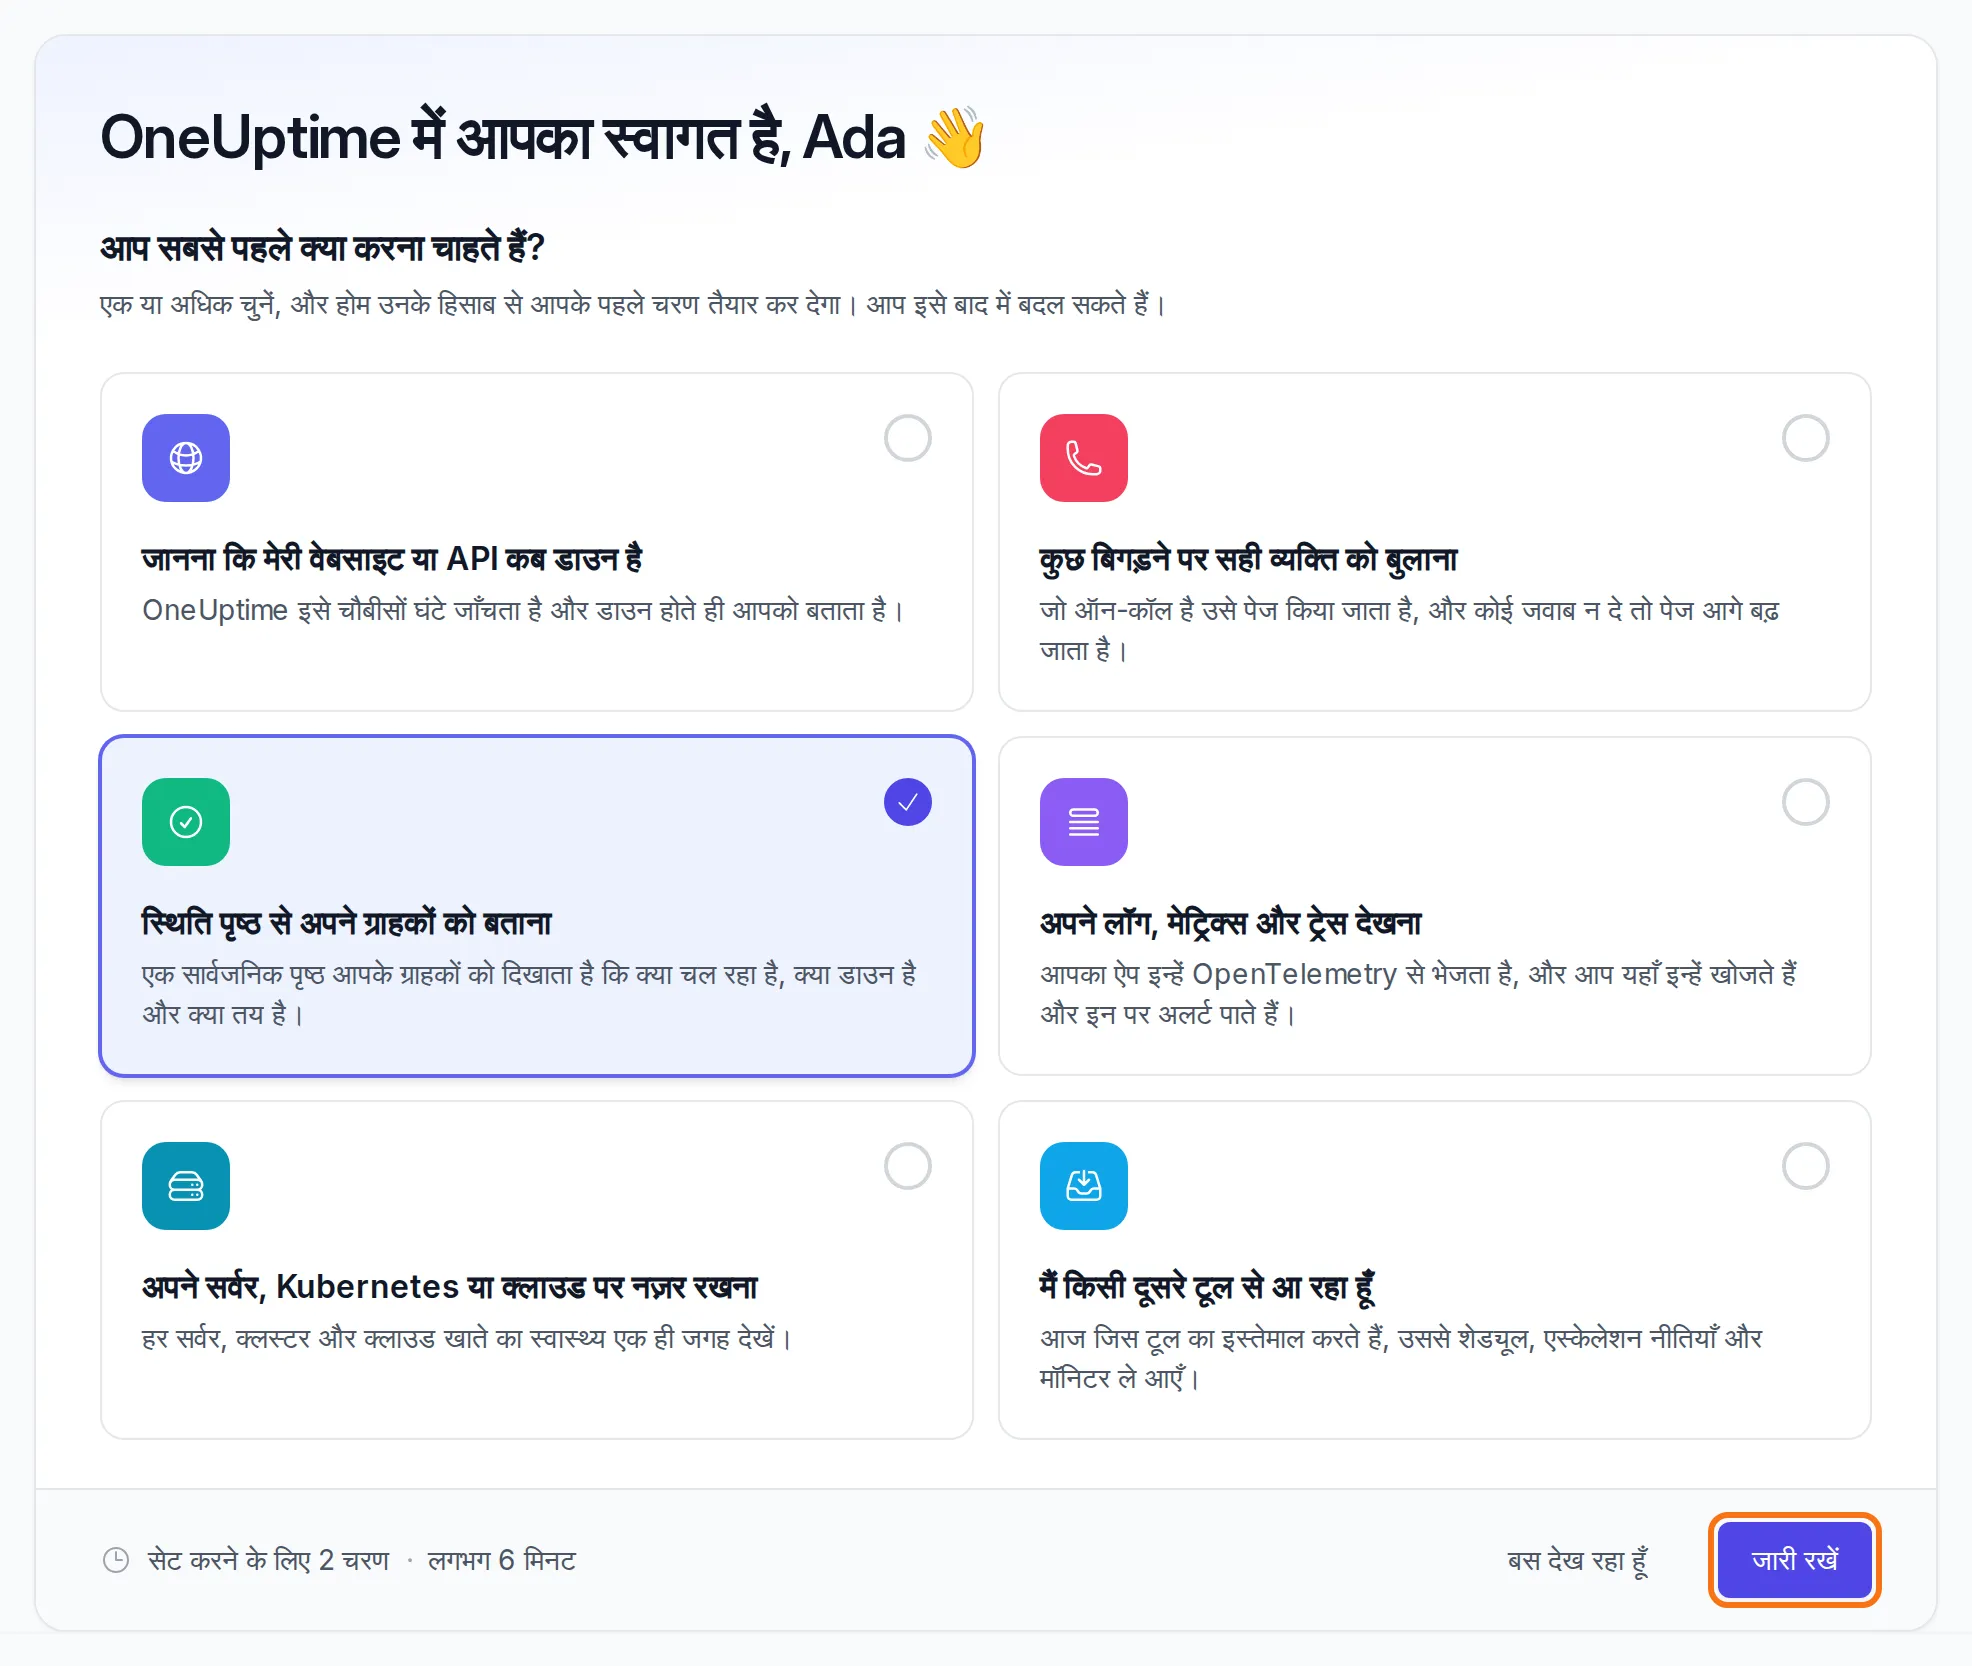 OneUptime में आपका स्वागत है, Ada 👋
आप सबसे पहले क्या करना चाहते हैं?
एक या अधिक चुनें, और होम उनके हिसाब से आपके पहले चरण तैयार कर देगा। आप इसे बाद में बदल सकते हैं।
जानना कि मेरी वेबसाइट या API कब डाउन है
OneUptime इसे चौबीसों घंटे जाँचता है और डाउन होते ही आपको बताता है।
कुछ बिगड़ने पर सही व्यक्ति को बुलाना
जो ऑन-कॉल है उसे पेज किया जाता है, और कोई जवाब न दे तो पेज आगे बढ़
जाता है।
स्थिति पृष्ठ से अपने ग्राहकों को बताना
एक सार्वजनिक पृष्ठ आपके ग्राहकों को दिखाता है कि क्या चल रहा है, क्या डाउन है
और क्या तय है।
अपने लॉग, मेट्रिक्स और ट्रेस देखना
आपका ऐप इन्हें OpenTelemetry से भेजता है, और आप यहाँ इन्हें खोजते हैं
और इन पर अलर्ट पाते हैं।
अपने सर्वर, Kubernetes या क्लाउड पर नज़र रखना
हर सर्वर, क्लस्टर और क्लाउड खाते का स्वास्थ्य एक ही जगह देखें।
मैं किसी दूसरे टूल से आ रहा हूँ
आज जिस टूल का इस्तेमाल करते हैं, उससे शेड्यूल, एस्केलेशन नीतियाँ और
मॉनिटर ले आएँ।
सेट करने के लिए 2 चरण · लगभग 6 मिनट
बस देख रहा हूँ
जारी रखें